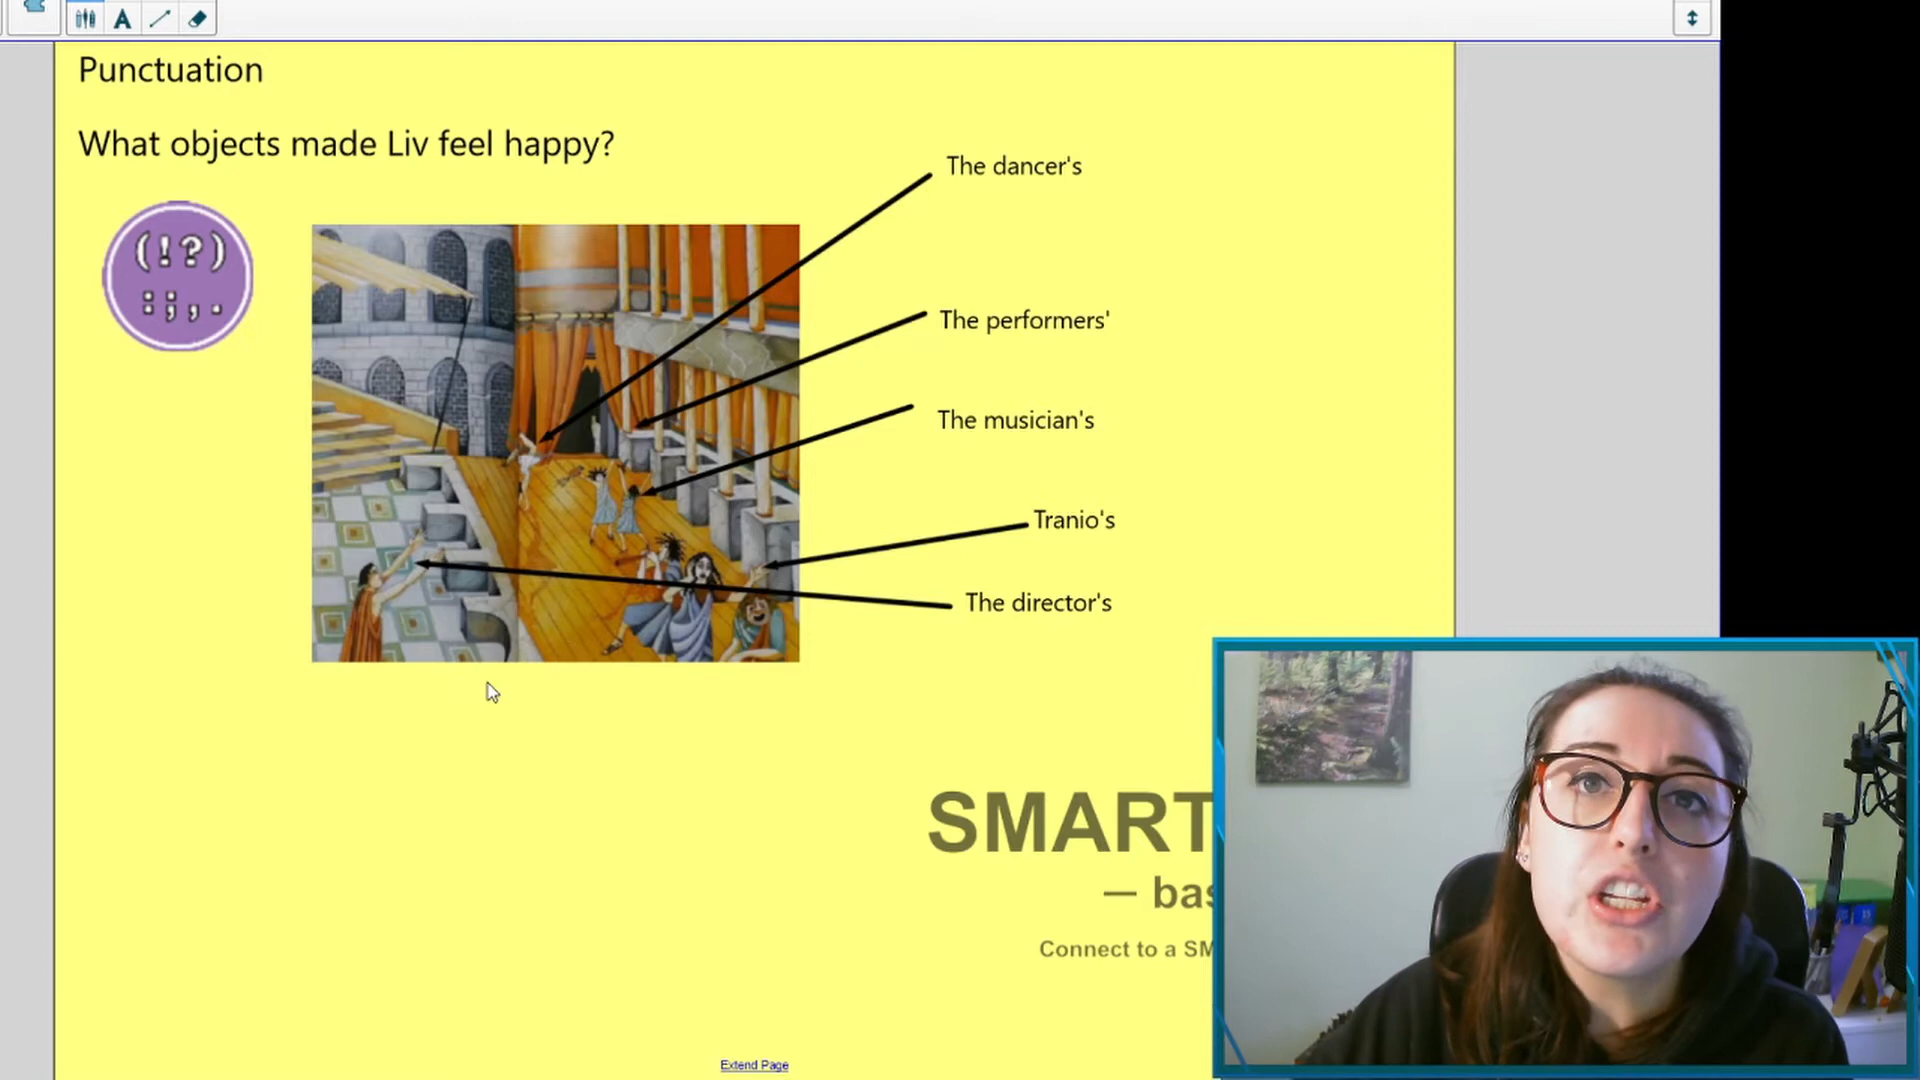 Punctuation
What objects made Liv feel happy?
(!?)
:;,.
The dancer's
The performers'
The musician's
Tranio's
The director's
SMART
— bas
Connect to a SM
Extend Page